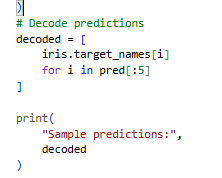 )
# Decode predictions
decoded = [
    iris.target_names[i]
    for i in pred[:5]
]

print(
    "Sample predictions:",
    decoded
)